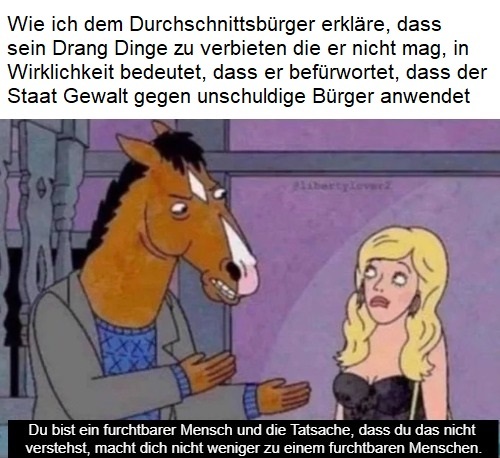 Wie ich dem Durchschnittsbürger erkläre, dass
sein Drang Dinge zu verbieten die er nicht mag, in
Wirklichkeit bedeutet, dass er befürwortet, dass der
Staat Gewalt gegen unschuldige Bürger anwendet
@libertylover2
Du bist ein furchtbarer Mensch und die Tatsache, dass du das nicht
verstehst, macht dich nicht weniger zu einem furchtbaren Menschen.